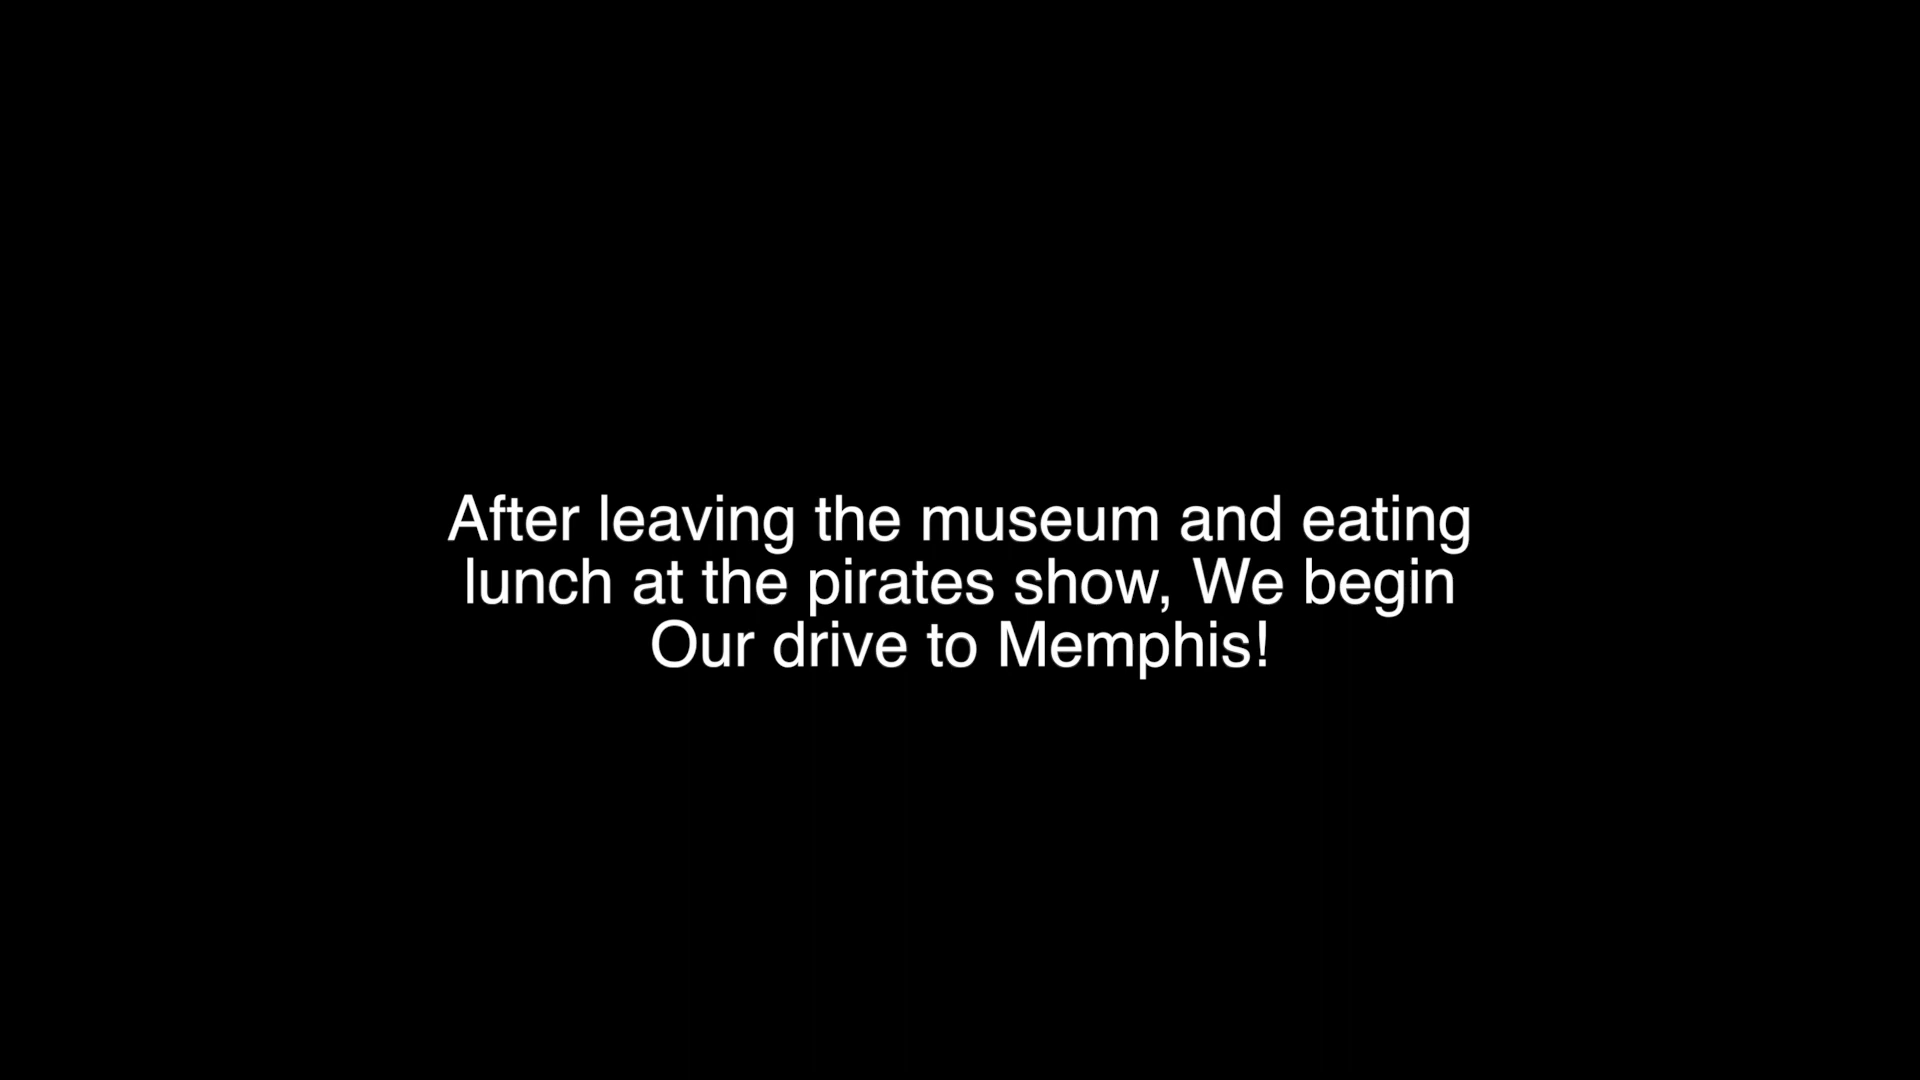 After leaving the museum and eating
lunch at the pirates show, We begin
Our drive to Memphis!